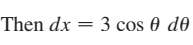 Then dx = 3 cos θ dθ